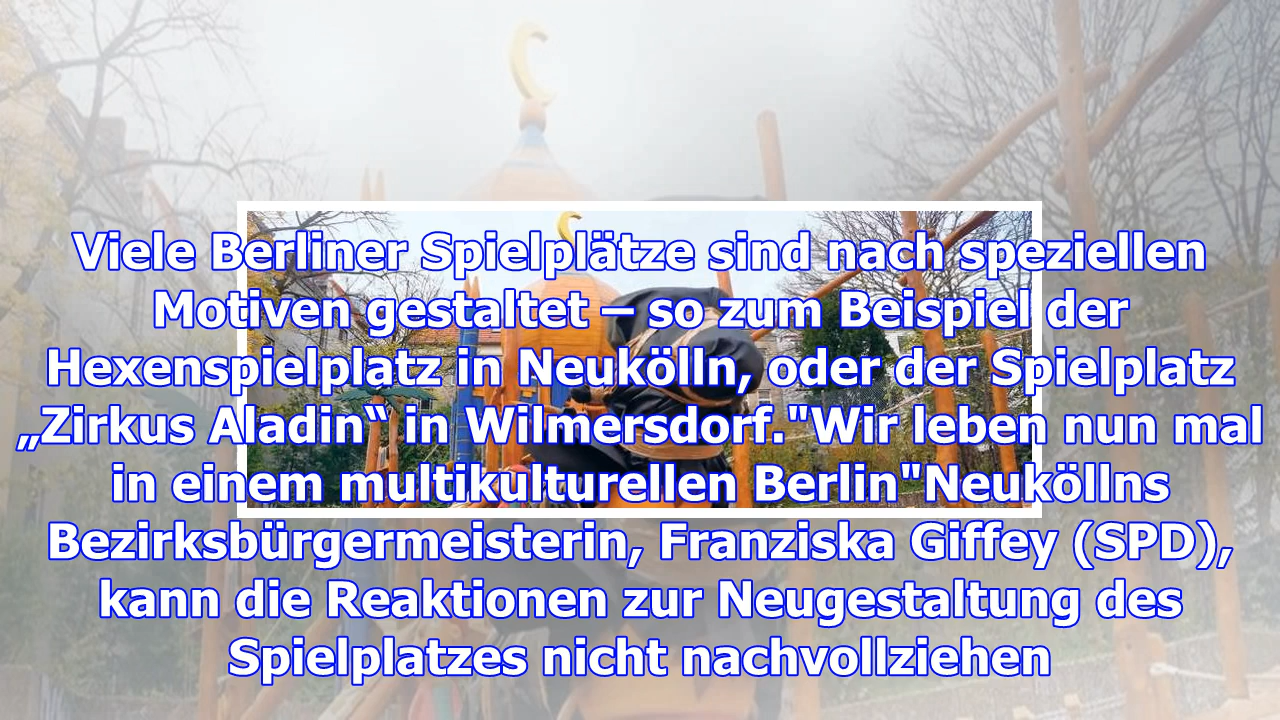 Viele Berliner Spielplätze sind nach speziellen
Motiven gestaltet – so zum Beispiel der
Hexenspielplatz in Neukölln, oder der Spielplatz
„Zirkus Aladin“ in Wilmersdorf."Wir leben nun mal
in einem multikulturellen Berlin"Neuköllns
Bezirksbürgermeisterin, Franziska Giffey (SPD),
kann die Reaktionen zur Neugestaltung des
Spielplatzes nicht nachvollziehen